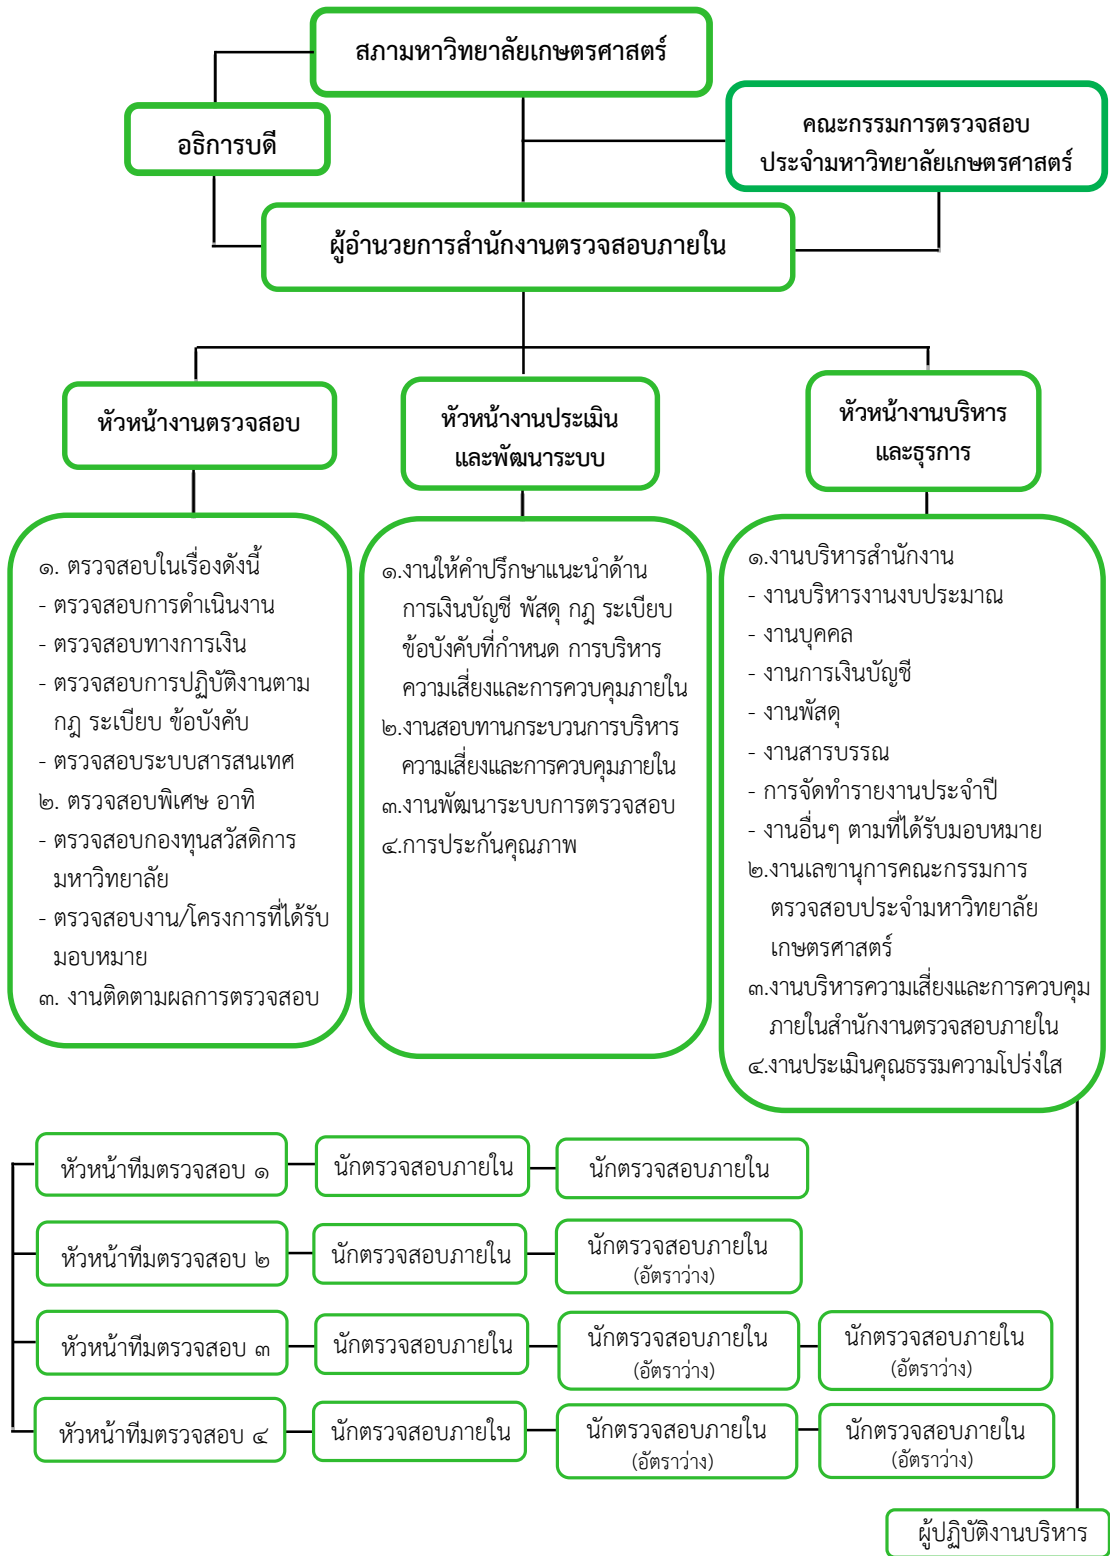 สภามหาวิทยาลัยเกษตรศาสตร์
อธิการบดี
คณะกรรมการตรวจสอบ
ประจำมหาวิทยาลัยเกษตรศาสตร์
ผู้อำนวยการสำนักงานตรวจสอบภายใน
หัวหน้างานตรวจสอบ
หัวหน้างานประเมิน
และพัฒนาระบบ
หัวหน้างานบริหาร
และธุรการ
๑. ตรวจสอบในเรื่องดังนี้
- ตรวจสอบการดำเนินงาน
- ตรวจสอบทางการเงิน
- ตรวจสอบการปฏิบัติงานตาม
กฎ ระเบียบ ข้อบังคับ
- ตรวจสอบระบบสารสนเทศ
๒. ตรวจสอบพิเศษ อาทิ
- ตรวจสอบกองทุนสวัสดิการ
มหาวิทยาลัย
- ตรวจสอบงาน/โครงการที่ได้รับ
มอบหมาย
๓. งานติดตามผลการตรวจสอบ
๑.งานให้คำปรึกษาแนะนำด้าน
การเงินบัญชี พัสดุ กฎ ระเบียบ
ข้อบังคับที่กำหนด การบริหาร
ความเสี่ยงและการควบคุมภายใน
๒.งานสอบทานกระบวนการบริหาร
ความเสี่ยงและการควบคุมภายใน
๓.งานพัฒนาระบบการตรวจสอบ
๔.การประกันคุณภาพ
๑.งานบริหารสำนักงาน
- งานบริหารงานงบประมาณ
- งานบุคคล
- งานการเงินบัญชี
- งานพัสดุ
- งานสารบรรณ
- การจัดทำรายงานประจำปี
- งานอื่นๆ ตามที่ได้รับมอบหมาย
๒.งานเลขานุการคณะกรรมการ
ตรวจสอบประจำมหาวิทยาลัย
เกษตรศาสตร์
๓.งานบริหารความเสี่ยงและการควบคุม
ภายในสำนักงานตรวจสอบภายใน
๔.งานประเมินคุณธรรมความโปร่งใส
หัวหน้าทีมตรวจสอบ ๑
นักตรวจสอบภายใน
นักตรวจสอบภายใน
หัวหน้าทีมตรวจสอบ ๒
นักตรวจสอบภายใน
นักตรวจสอบภายใน
(อัตราว่าง)
หัวหน้าทีมตรวจสอบ ๓
นักตรวจสอบภายใน
นักตรวจสอบภายใน
(อัตราว่าง)
นักตรวจสอบภายใน
(อัตราว่าง)
หัวหน้าทีมตรวจสอบ ๔
นักตรวจสอบภายใน
นักตรวจสอบภายใน
(อัตราว่าง)
นักตรวจสอบภายใน
(อัตราว่าง)
ผู้ปฏิบัติงานบริหาร